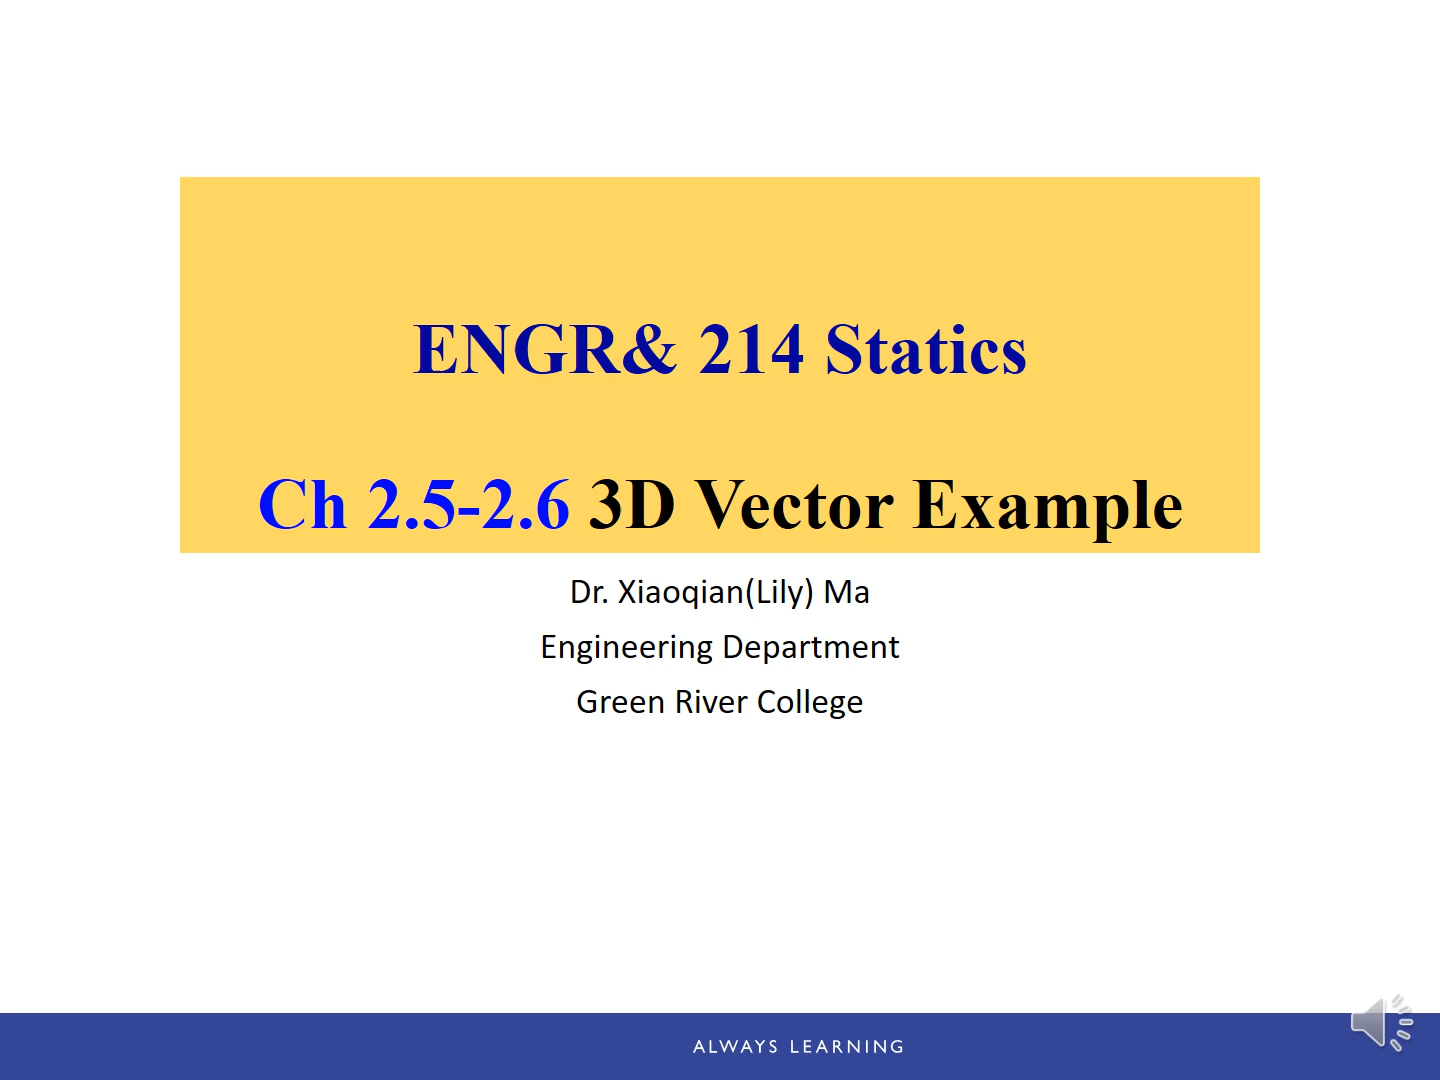 ENGR& 214 Statics
Ch 2.5-2.6 3D Vector Example
Dr. Xiaoqian(Lily) Ma
Engineering Department
Green River College
ALWAYS LEARNING